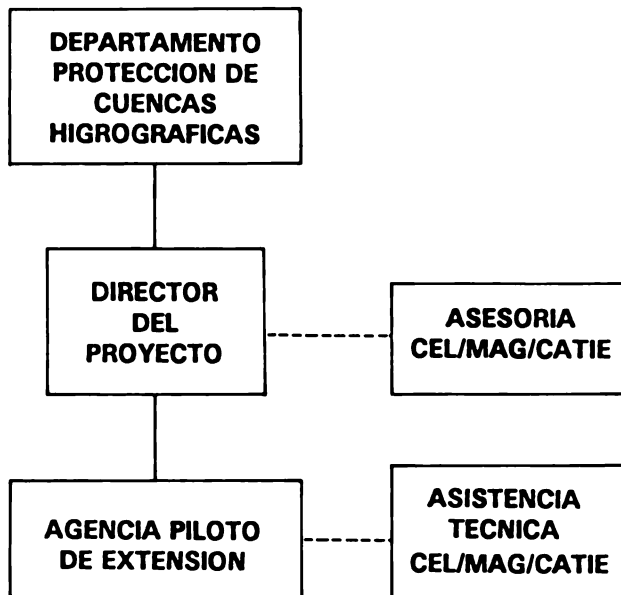 DEPARTAMENTO
PROTECCION DE
CUENCAS
HIGROGRAFICAS
DIRECTOR
DEL
PROYECTO
ASESORIA
CEL/MAG/CATIE
AGENCIA PILOTO
DE EXTENSION
ASISTENCIA
TECNICA
CEL/MAG/CATIE